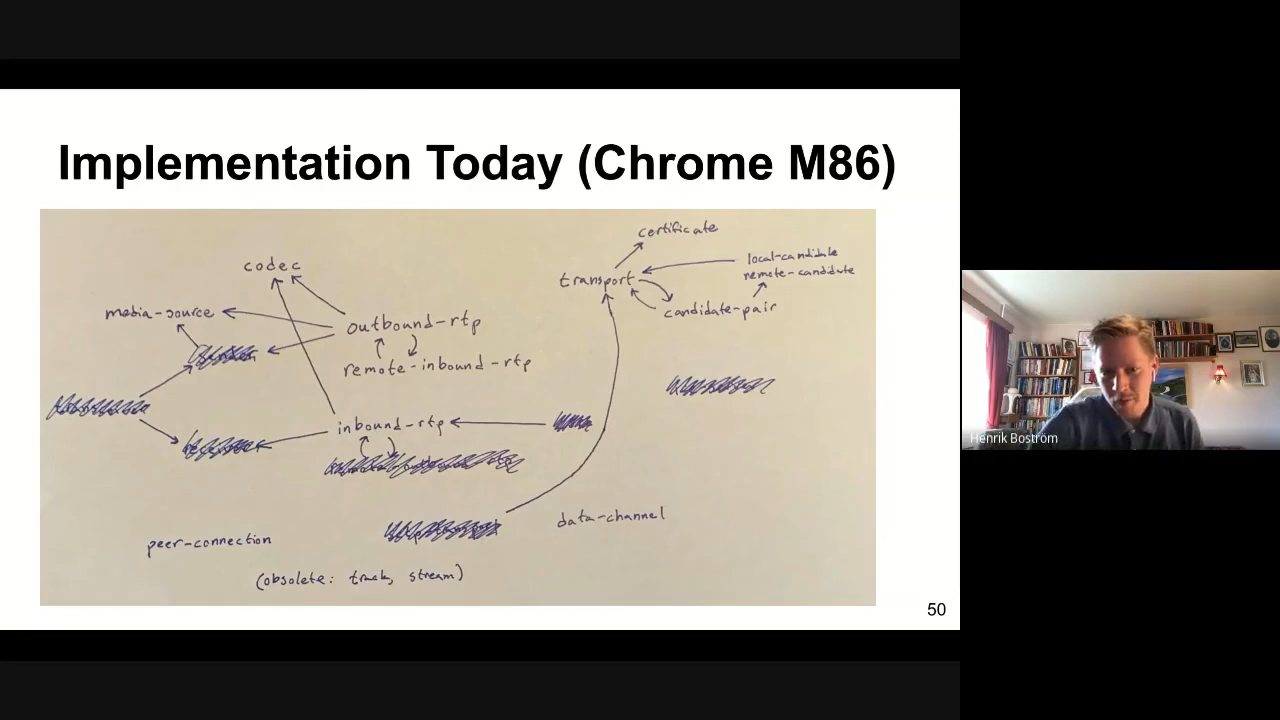 Implementation Today (Chrome M86)
certificate
codec
local-candidate
transport
remote-candidate
media-source
candidate-pair
outbound-rtp
remote-inbound-rtp
inbound-rtp
data-channel
peer-connection
(obsolete: track, stream)
50
Henrik Boström